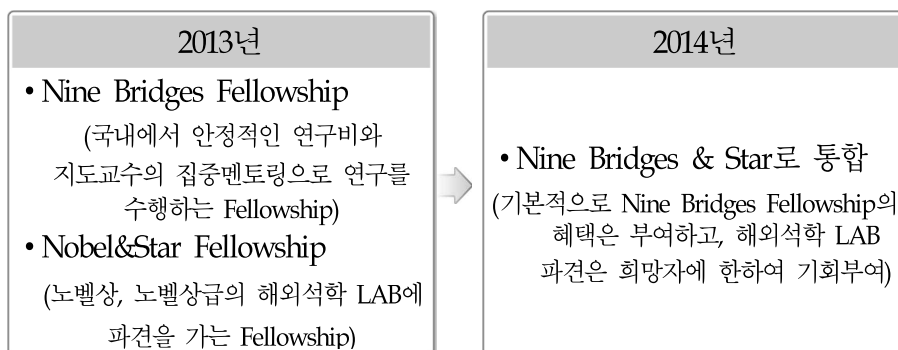 2013년
• Nine Bridges Fellowship
(국내에서 안정적인 연구비와
지도교수의 집중멘토링으로 연구를
수행하는 Fellowship)
• Nobel&Star Fellowship
(노벨상, 노벨상급의 해외석학 LAB에
파견을 가는 Fellowship)
2014년
• Nine Bridges & Star로 통합
(기본적으로 Nine Bridges Fellowship의
혜택은 부여하고, 해외석학 LAB
파견은 희망자에 한하여 기회부여)